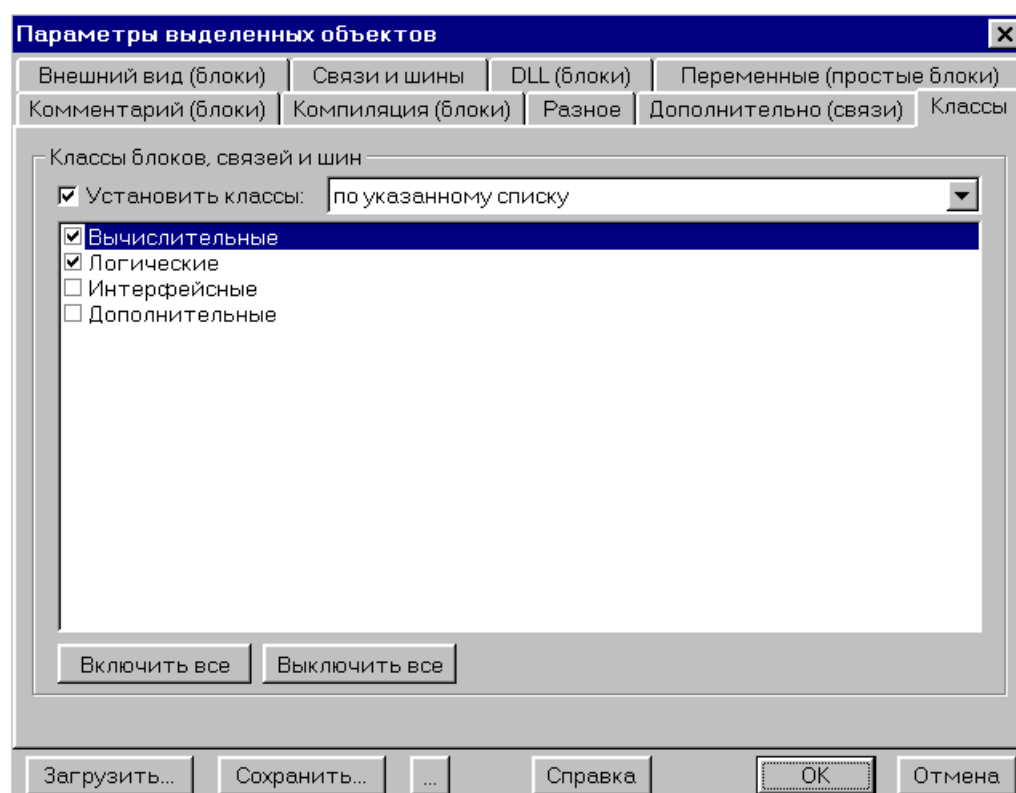 Параметры выделенных объектов
Внешний вид (блоки) Связи и шины DLL (блоки) Переменные (простые блоки)
Комментарий (блоки) Компиляция (блоки) Разное Дополнительно (связи) Классы
Классы блоков, связей и шин
Установить классы: по указанному списку
Вычислительные
Логические
Интерфейсные
Дополнительные
Включить все Выключить все
Загрузить... Сохранить... ... Справка OK Отмена